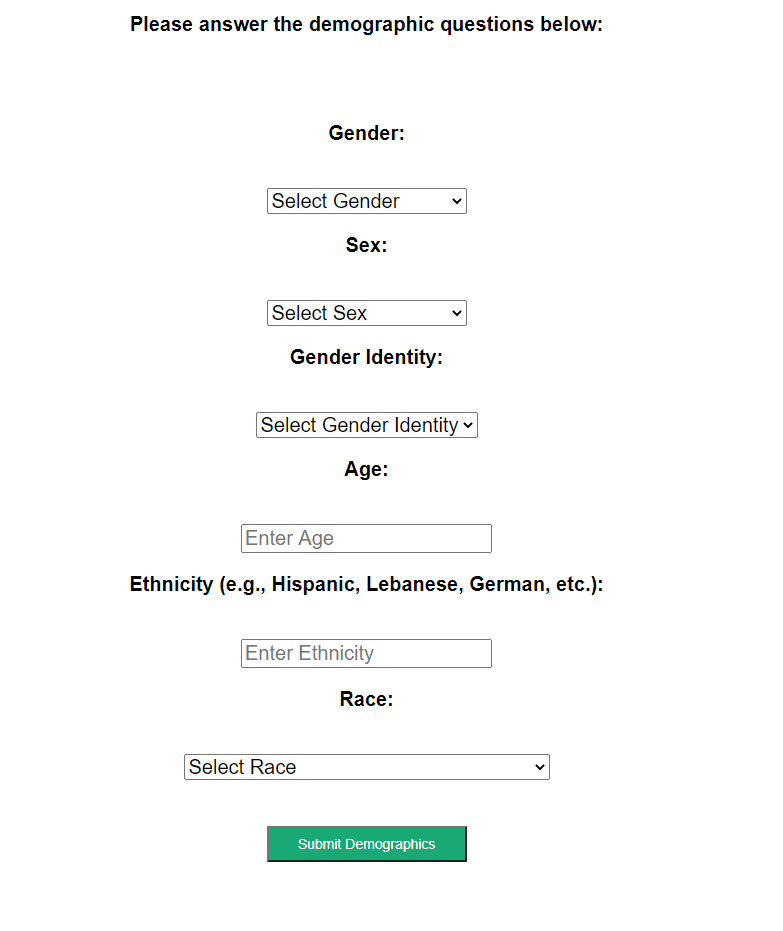 Please answer the demographic questions below:
Gender:
Select Gender
Sex:
Select Sex
Gender Identity:
Select Gender Identity
Age:
Enter Age
Ethnicity (e.g., Hispanic, Lebanese, German, etc.):
Enter Ethnicity
Race:
Select Race
Submit Demographics